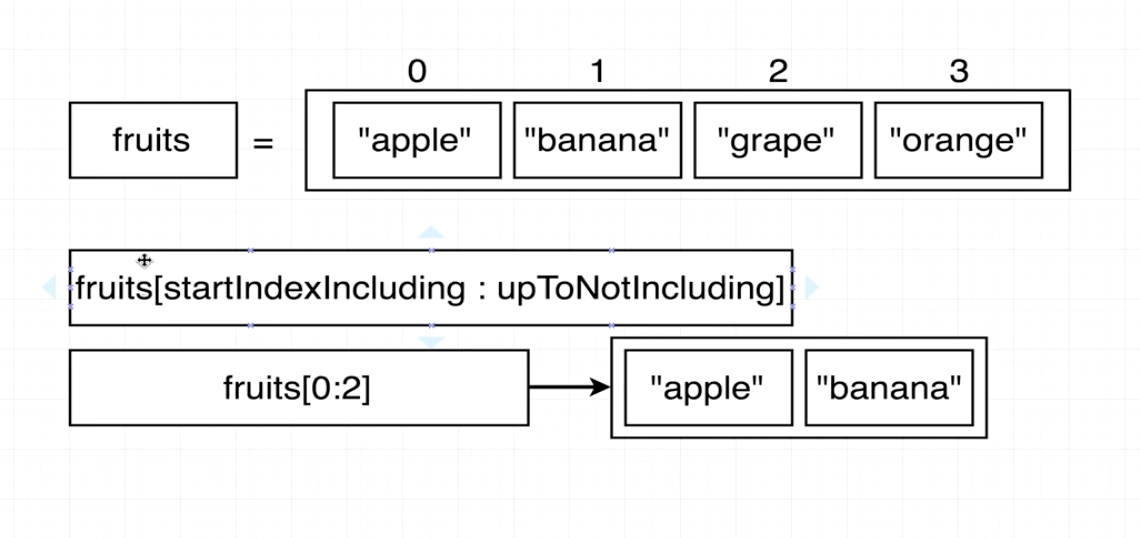 0 1 2 3
fruits = "apple" "banana" "grape" "orange"
fruits[startIndexIncluding : upToNotIncluding]
fruits[0:2] "apple" "banana"